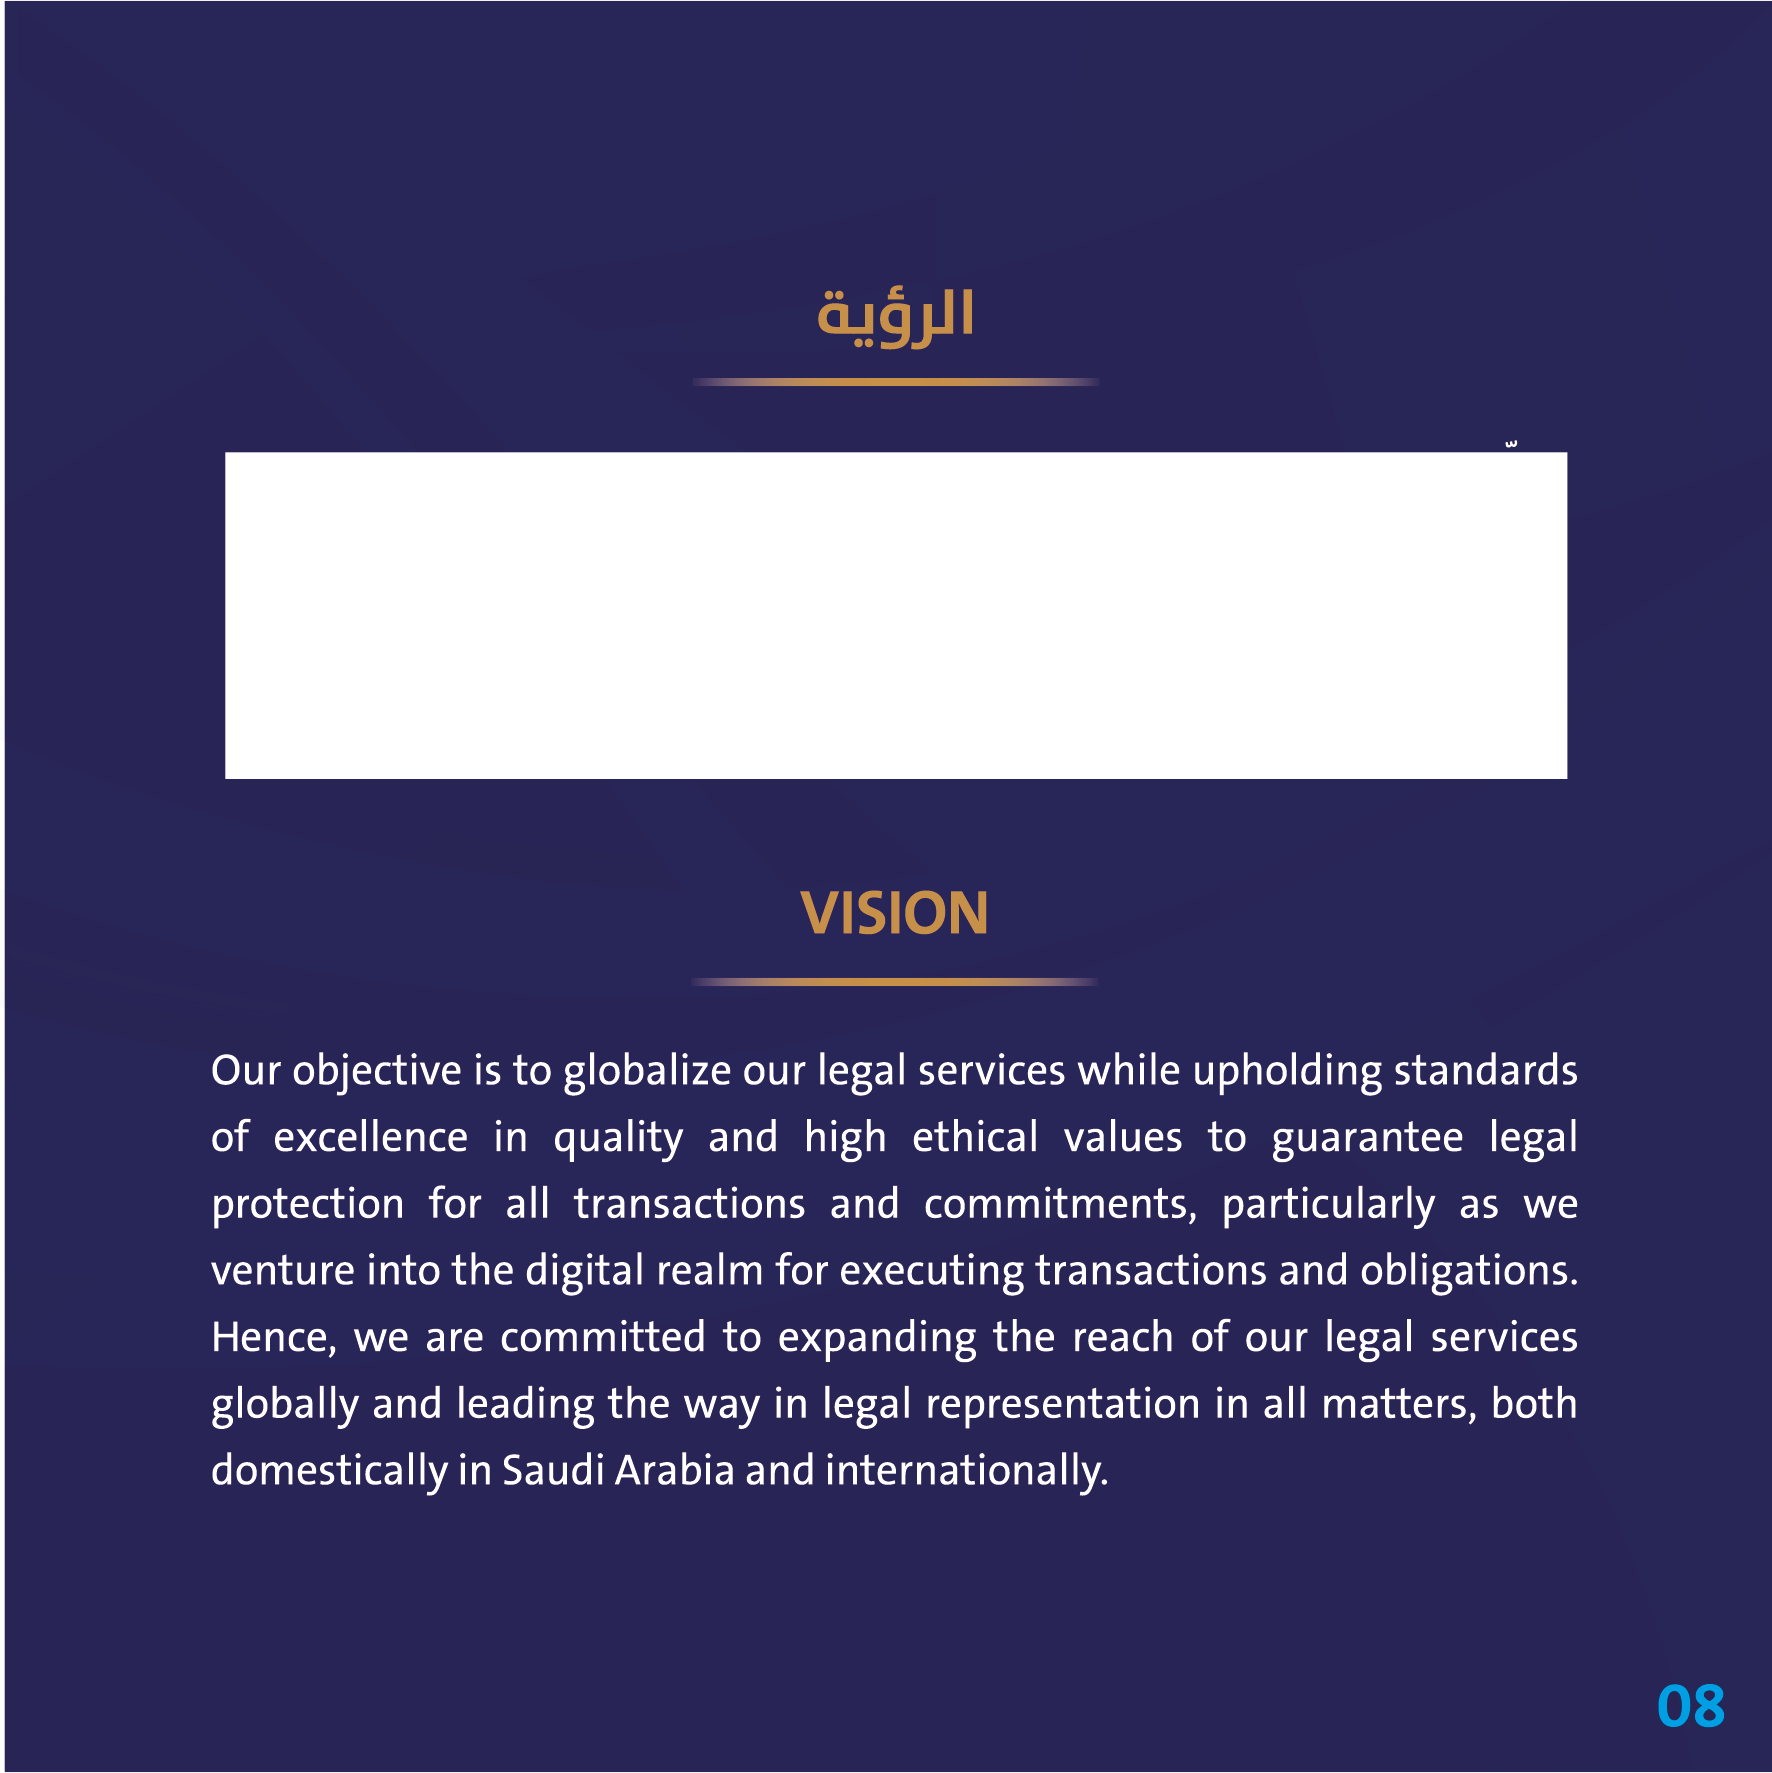 الرؤية
VISION
Our objective is to globalize our legal services while upholding standards
of excellence in quality and high ethical values to guarantee legal
protection for all transactions and commitments, particularly as we
venture into the digital realm for executing transactions and obligations.
Hence, we are committed to expanding the reach of our legal services
globally and leading the way in legal representation in all matters, both
domestically in Saudi Arabia and internationally.
08